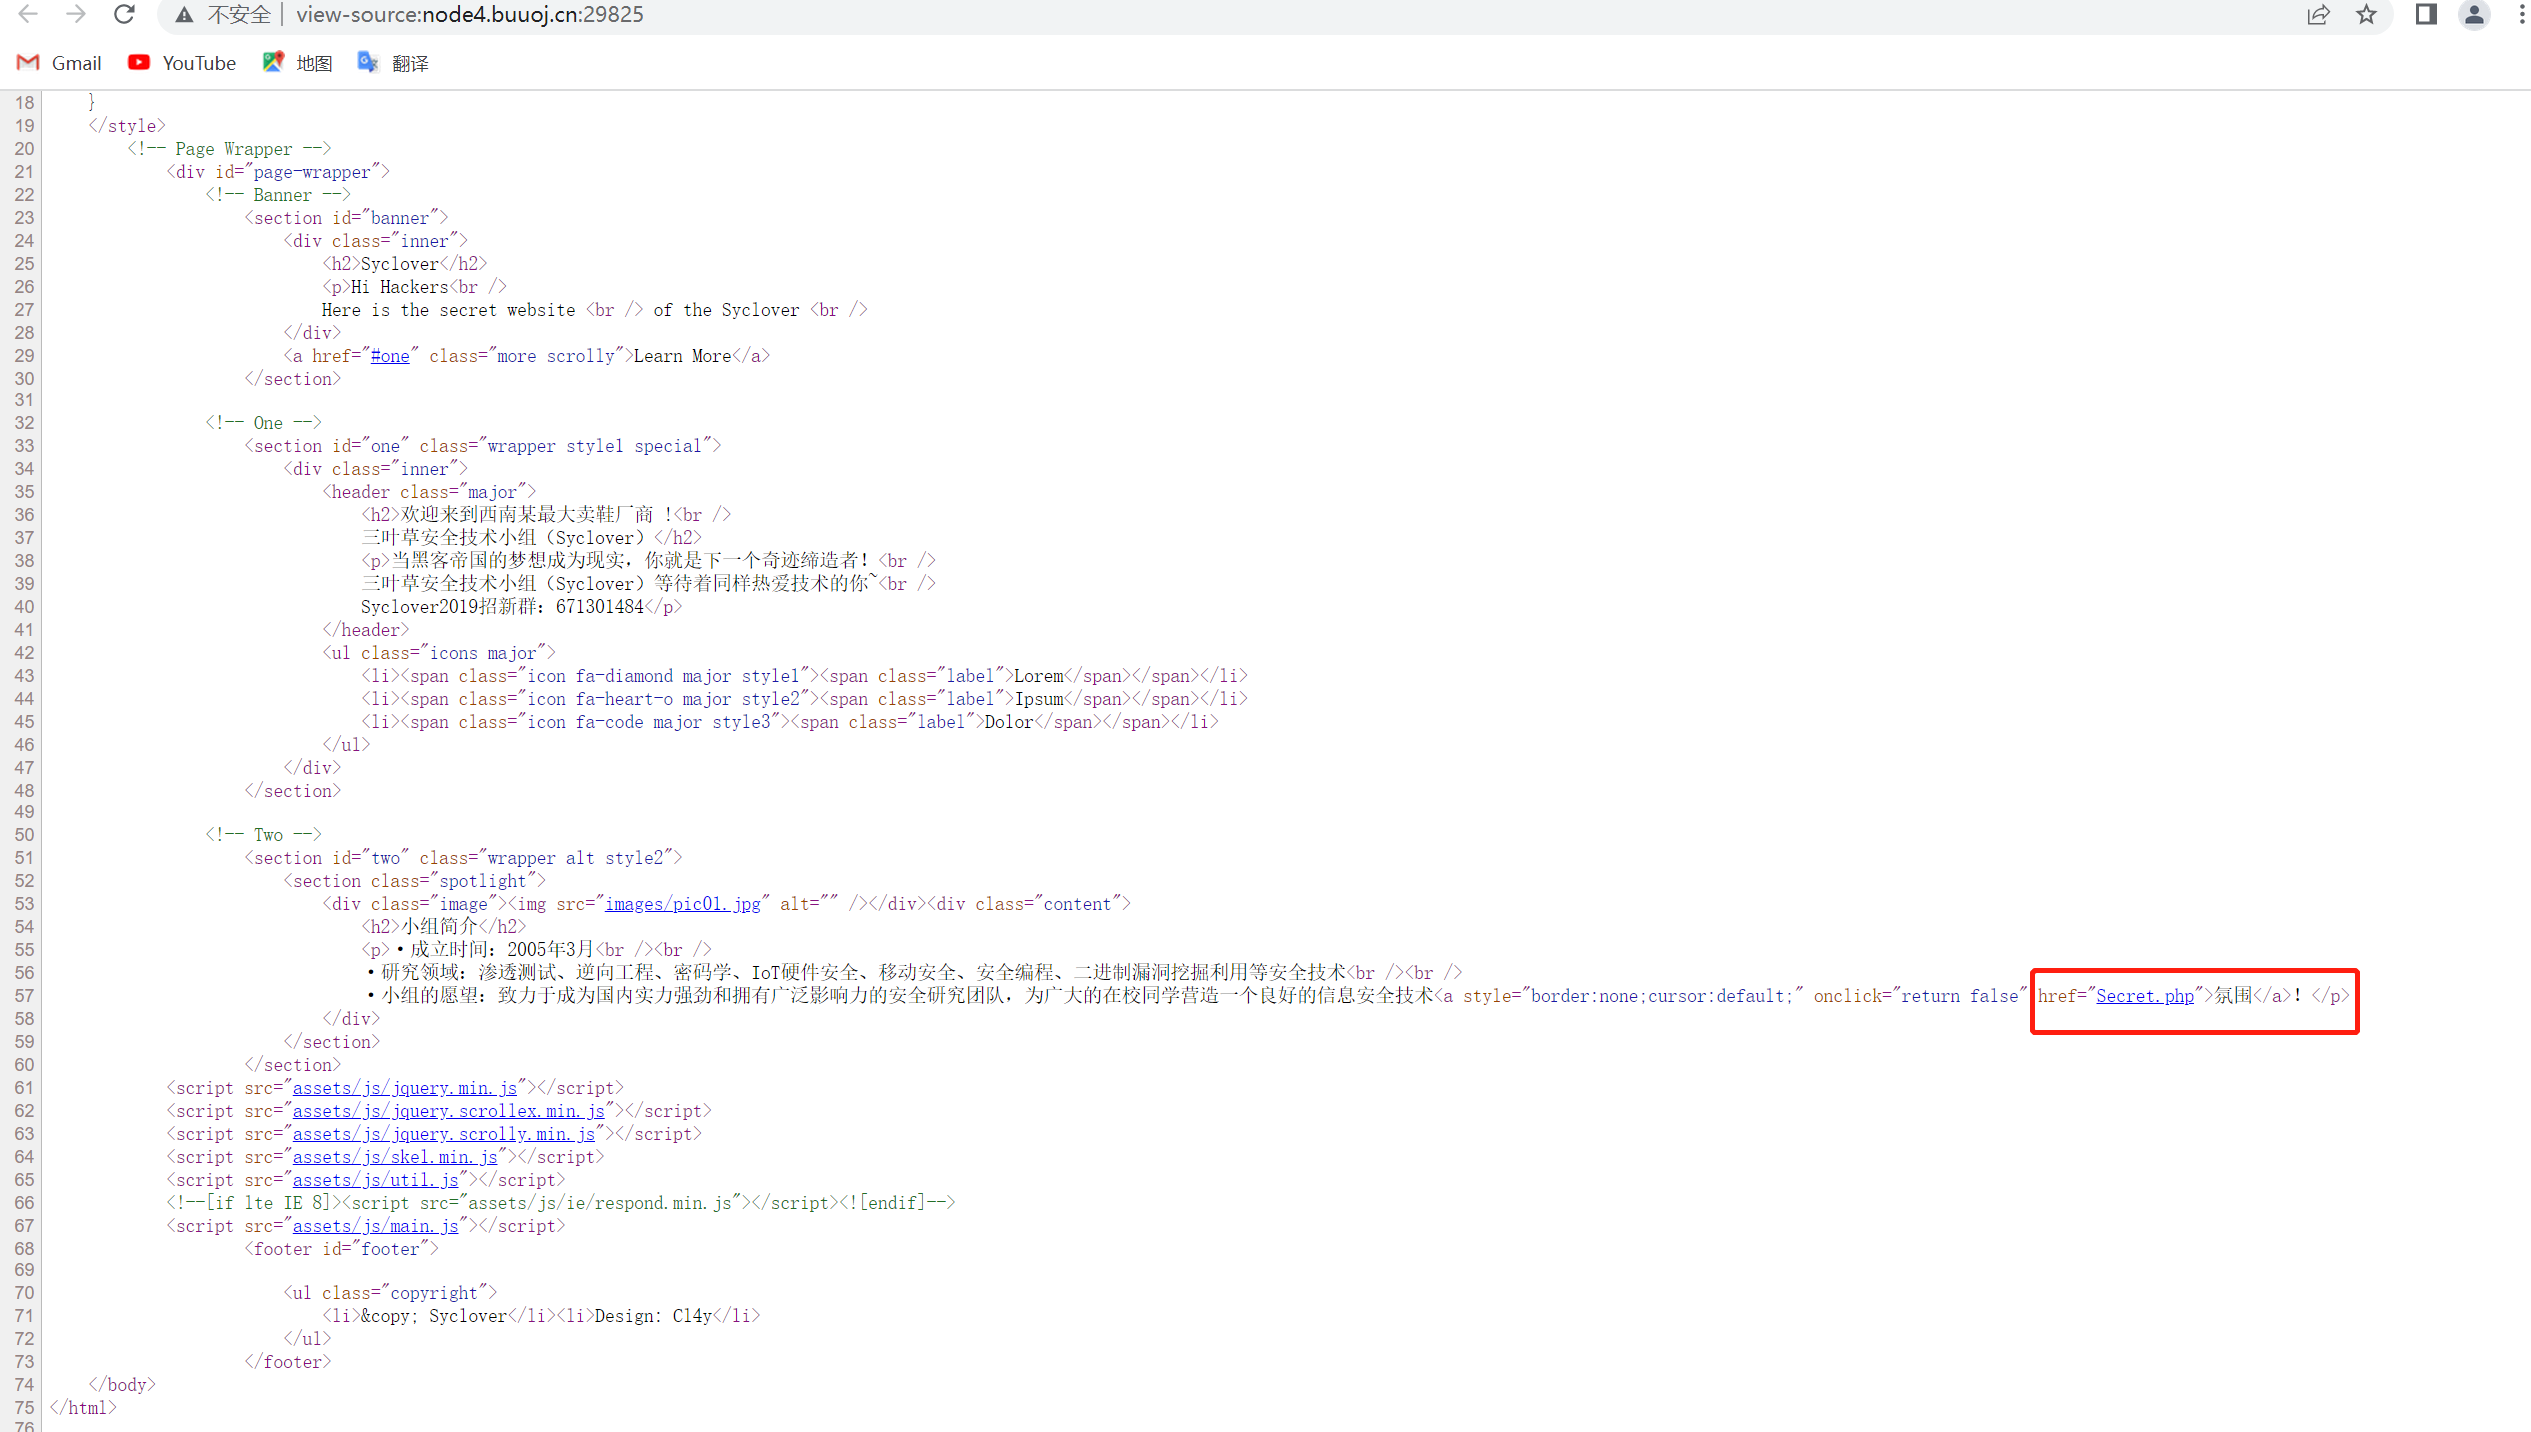 不安全 | view-source:node4.buuoj.cn:29825
Gmail YouTube 地图 翻译
18 }
19 </style>
20 <!-- Page Wrapper -->
21 <div id="page-wrapper">
22 <!-- Banner -->
23 <section id="banner">
24 <div class="inner">
25 <h2>Syclover</h2>
26 <p>Hi Hackers<br />
27 Here is the secret website <br /> of the Syclover <br />
28 </div>
29 <a href="#one" class="more scrolly">Learn More</a>
30 </section>
31
32 <!-- One -->
33 <section id="one" class="wrapper style1 special">
34 <div class="inner">
35 <header class="major">
36 <h2>欢迎来到西南某最大卖鞋厂商 !<br />
37 三叶草安全技术小组（Syclover）</h2>
38 <p>当黑客帝国的梦想成为现实，你就是下一个奇迹缔造者！<br />
39 三叶草安全技术小组（Syclover）等待着同样热爱技术的你~<br />
40 Syclover2019招新群：671301484</p>
41 </header>
42 <ul class="icons major">
43 <li><span class="icon fa-diamond major style1"><span class="label">Lorem</span></span></li>
44 <li><span class="icon fa-heart-o major style2"><span class="label">Ipsum</span></span></li>
45 <li><span class="icon fa-code major style3"><span class="label">Dolor</span></span></li>
46 </ul>
47 </div>
48 </section>
49
50 <!-- Two -->
51 <section id="two" class="wrapper alt style2">
52 <section class="spotlight">
53 <div class="image"><img src="images/pic01.jpg" alt="" /></div><div class="content">
54 <h2>小组简介</h2>
55 <p>·成立时间：2005年3月<br /><br />
56 ·研究领域：渗透测试、逆向工程、密码学、IoT硬件安全、移动安全、安全编程、二进制漏洞挖掘利用等安全技术<br /><br />
57 ·小组的愿望：致力于成为国内实力强劲和拥有广泛影响力的安全研究团队，为广大的在校同学营造一个良好的信息安全技术<a style="border:none;cursor:default;" onclick="return false" href="Secret.php">氛围</a>！</p>
58 </div>
59 </section>
60 </section>
61 <script src="assets/js/jquery.min.js"></script>
62 <script src="assets/js/jquery.scrollex.min.js"></script>
63 <script src="assets/js/jquery.scrolly.min.js"></script>
64 <script src="assets/js/skel.min.js"></script>
65 <script src="assets/js/util.js"></script>
66 <!--[if lte IE 8]><script src="assets/js/ie/respond.min.js"></script><![endif]-->
67 <script src="assets/js/main.js"></script>
68 <footer id="footer">
69
70 <ul class="copyright">
71 <li>&copy; Syclover</li><li>Design: Cl4y</li>
72 </ul>
73 </footer>
74 </body>
75 </html>
76